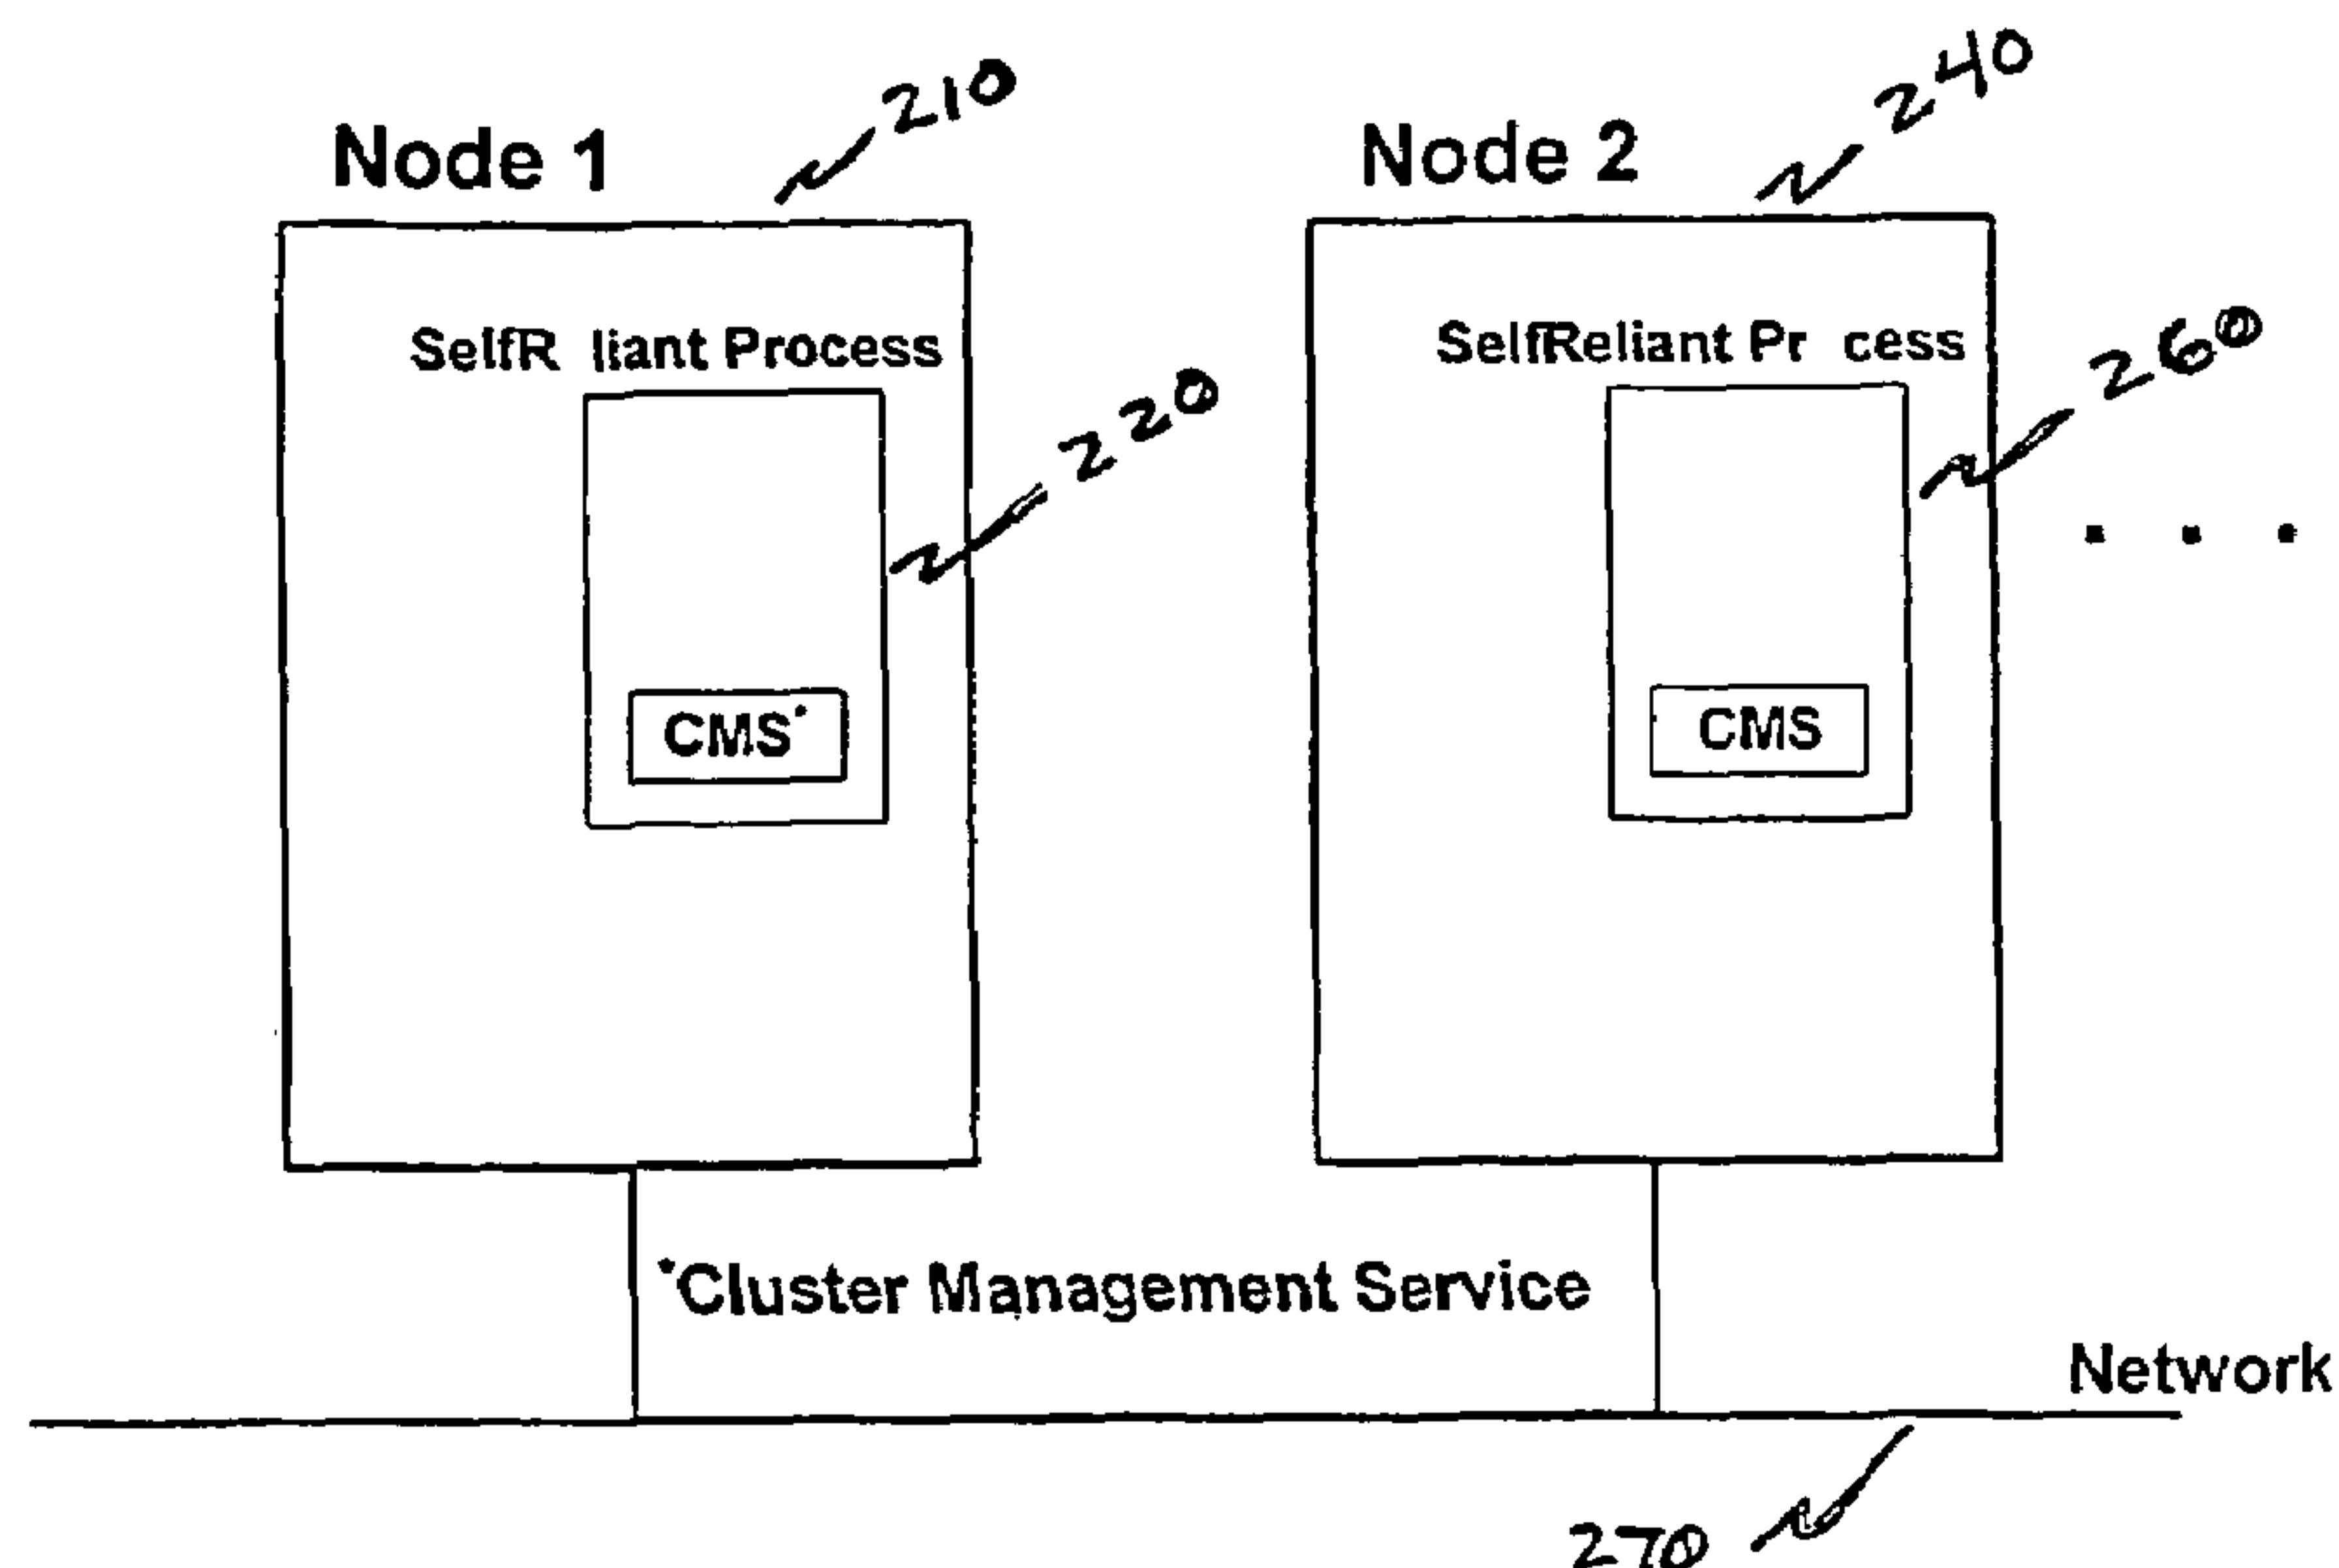 Node 1
210
Node 2
240
SelfR liant Process
220
SelfReliant Pr cess
260
. . .
CMS*
CMS
*Cluster Management Service
Network
270